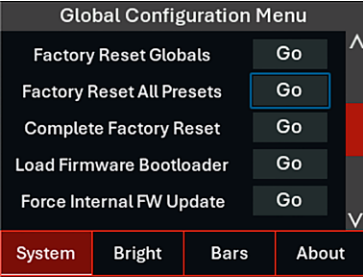 Global Configuration Menu
Factory Reset Globals Go
Factory Reset All Presets Go
Complete Factory Reset Go
Load Firmware Bootloader Go
Force Internal FW Update Go
System Bright Bars About